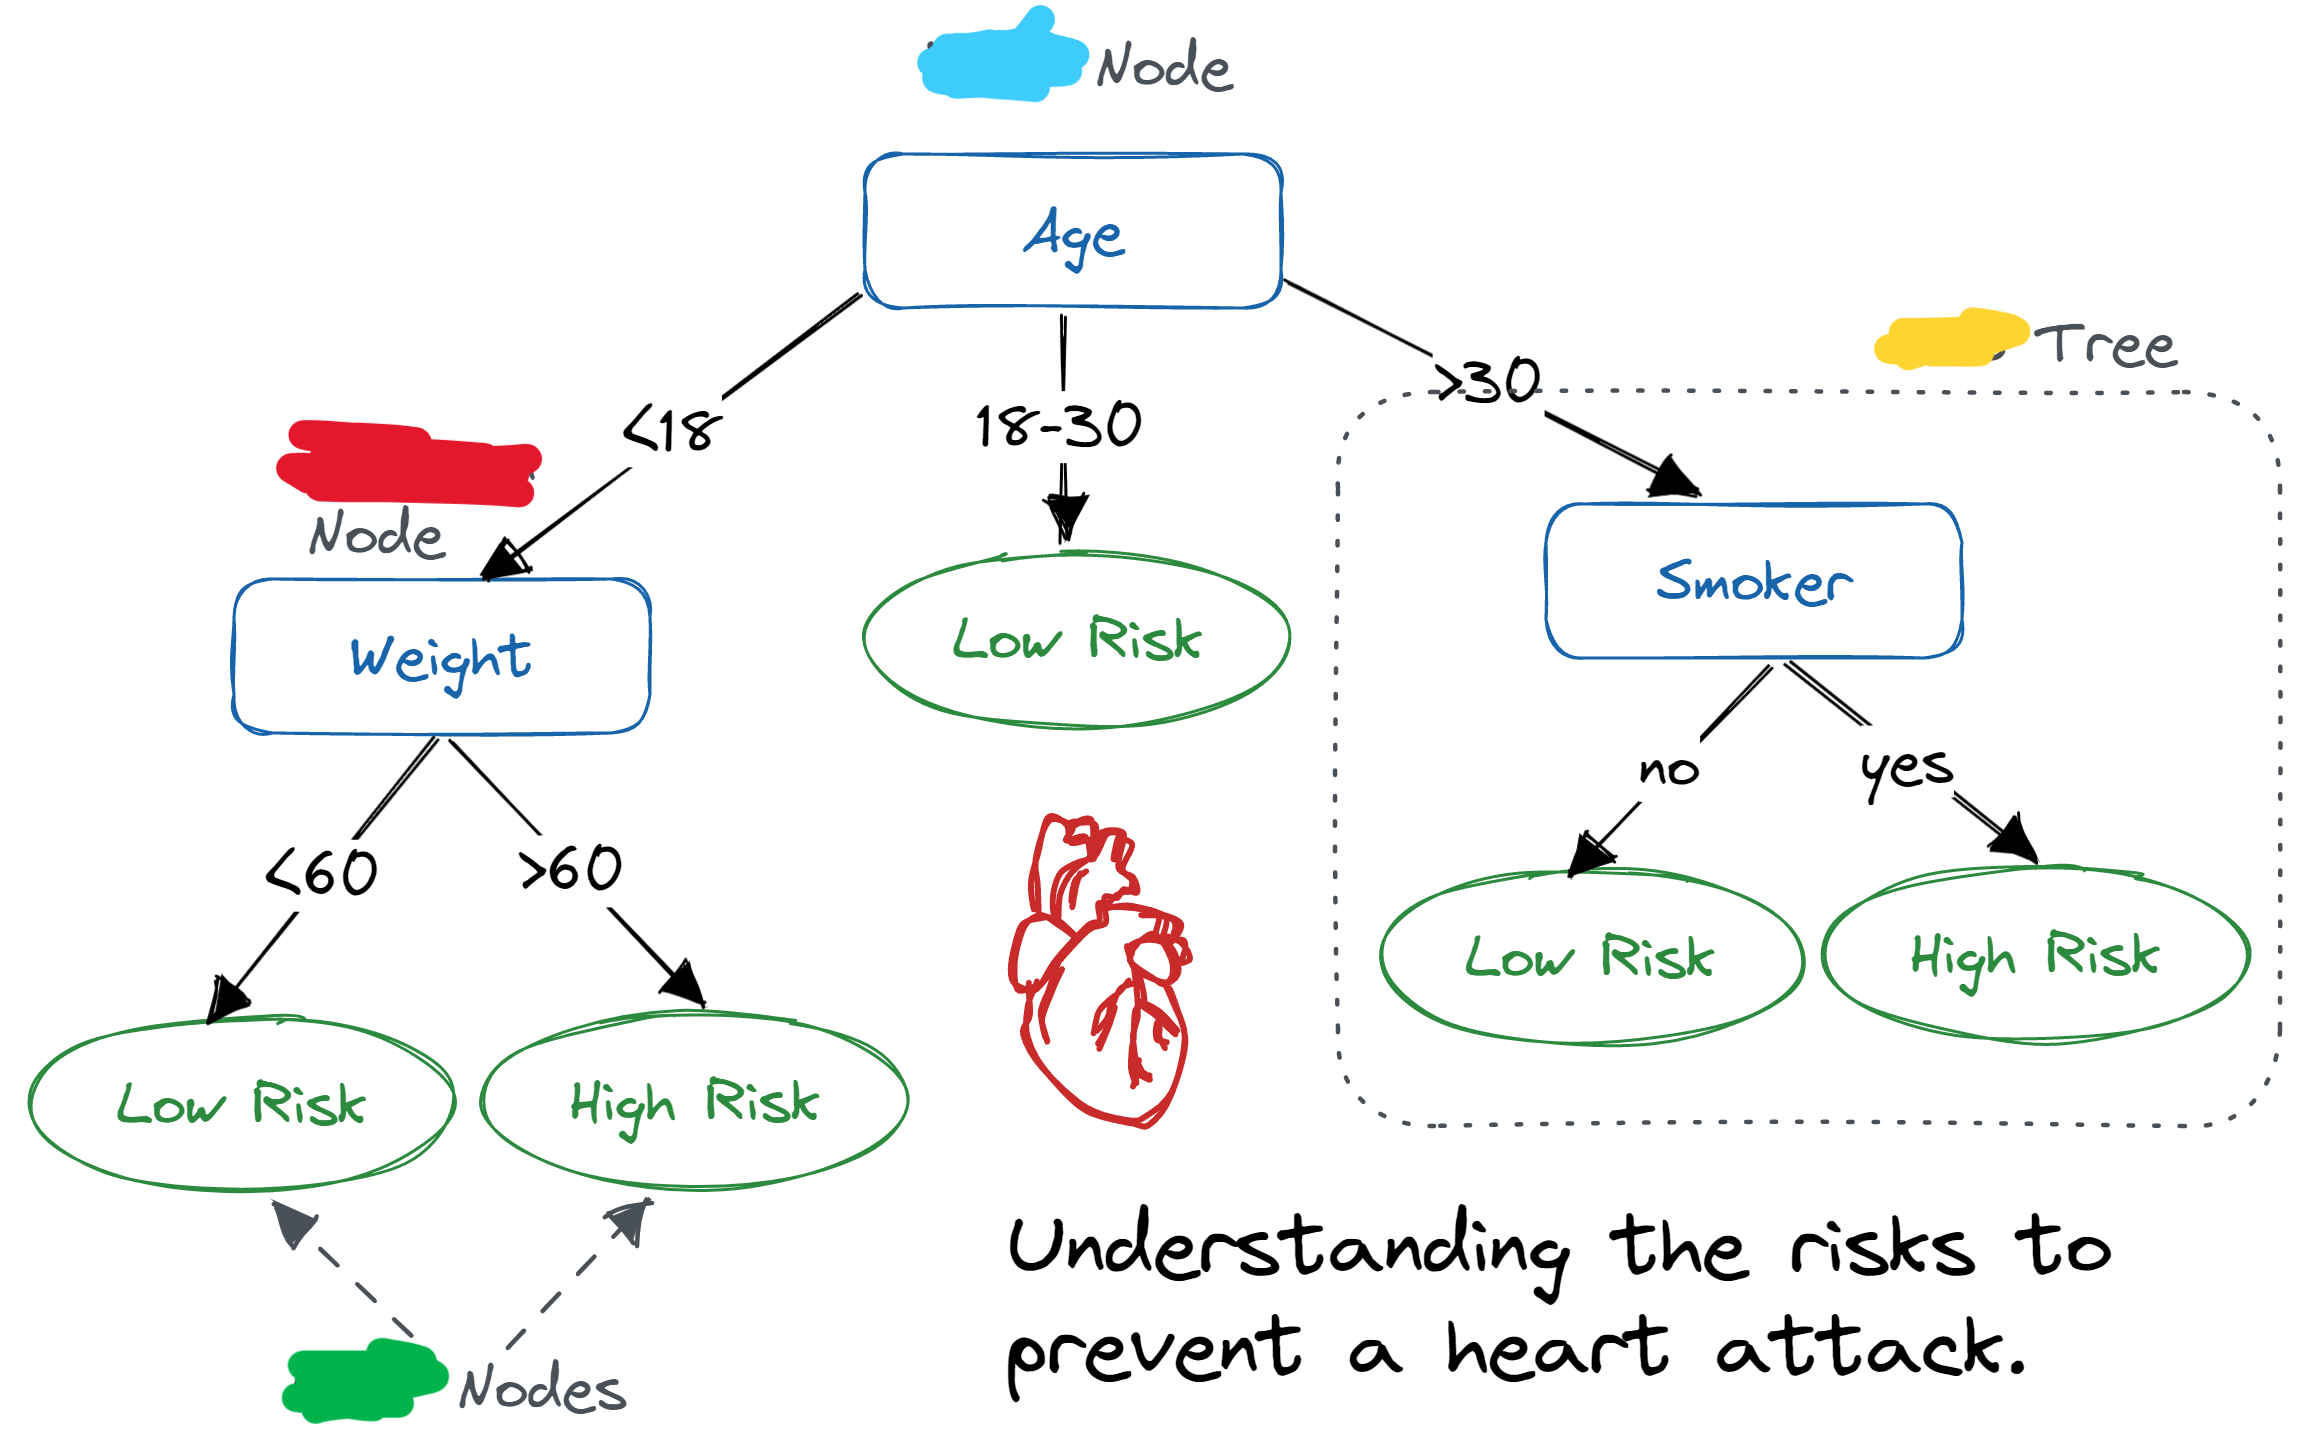 Node
Age
Tree
<18
18-30
>30
Node
Weight
Low Risk
Smoker
<60
>60
no
yes
Low Risk
High Risk
Low Risk
High Risk
Understanding the risks to
prevent a heart attack.
Nodes